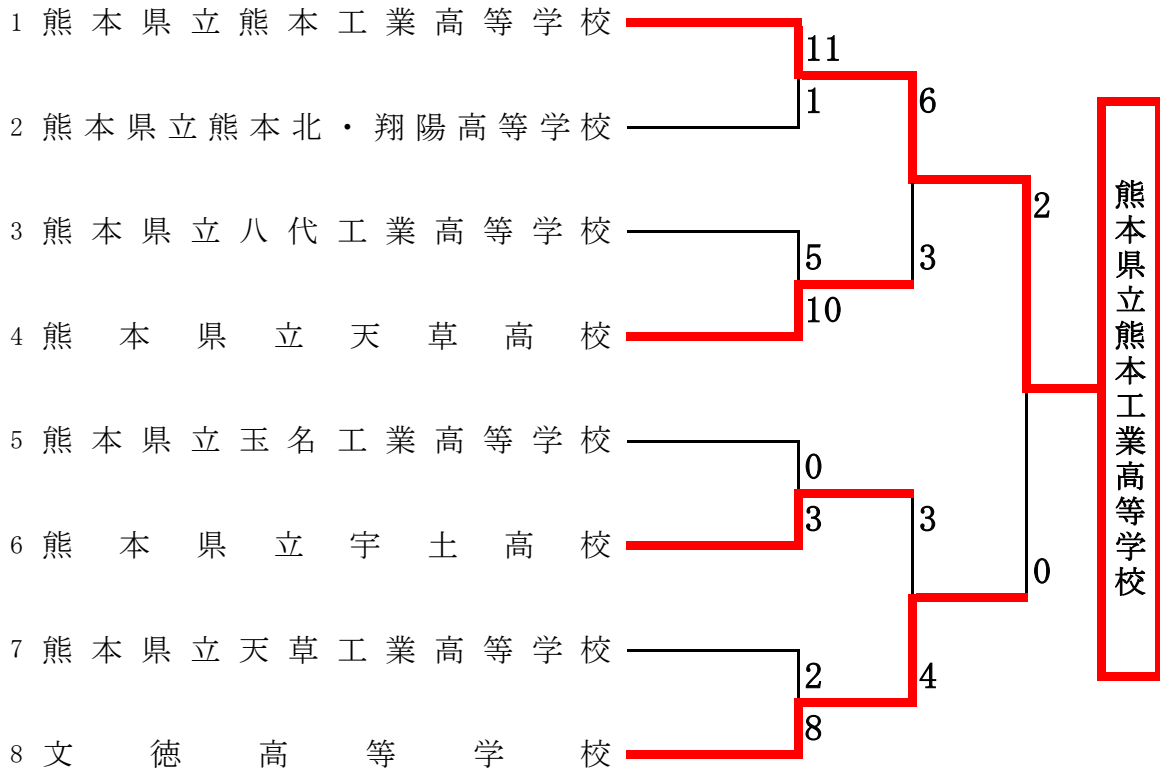 1 熊本県立熊本工業高等学校
11
6
1
2 熊本県立熊本北・翔陽高等学校
2
3 熊本県立八代工業高等学校
5
3
10
4 熊本県立天草高校
熊本県立熊本工業高等学校
5 熊本県立玉名工業高等学校
0
3
3
6 熊本県立宇土高校
0
7 熊本県立天草工業高等学校
2
4
8
8 文徳高等学校